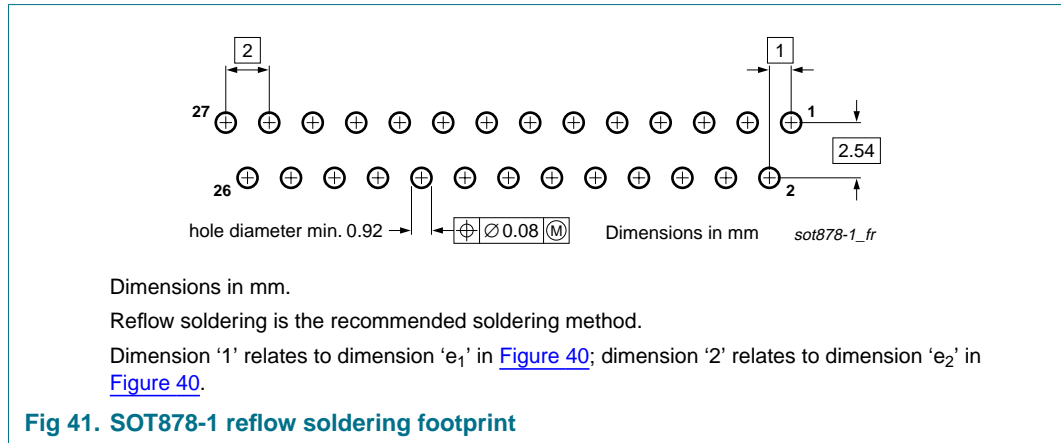 2
1
27
1
2.54
26
2
hole diameter min. 0.92
⌖ ∅ 0.08 Ⓜ
Dimensions in mm
sot878-1_fr
Dimensions in mm.
Reflow soldering is the recommended soldering method.
Dimension ‘1’ relates to dimension ‘e₁’ in Figure 40; dimension ‘2’ relates to dimension ‘e₂’ in
Figure 40.
Fig 41. SOT878-1 reflow soldering footprint